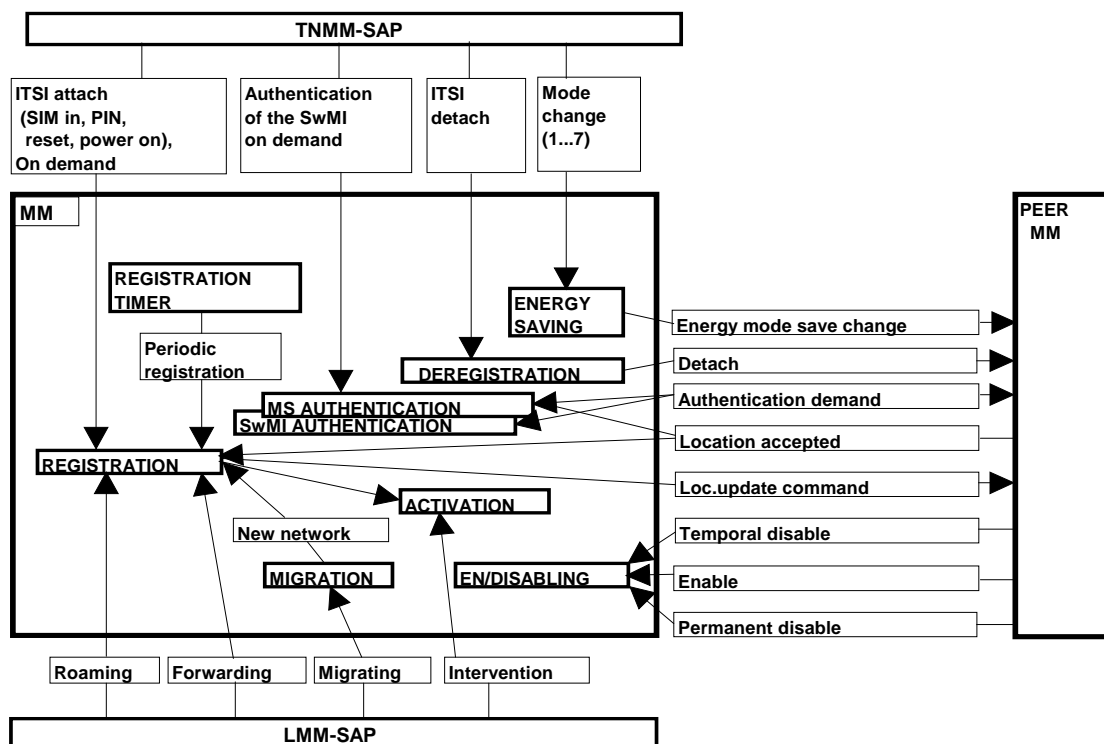 TNMM-SAP
ITSI attach
(SIM in, PIN,
reset, power on),
On demand
Authentication
of the SwMI
on demand
ITSI
detach
Mode
change
(1...7)
MM
PEER
MM
REGISTRATION
TIMER
ENERGY
SAVING
Energy mode save change
Periodic
registration
DEREGISTRATION
Detach
MS AUTHENTICATION
SwMI AUTHENTICATION
Authentication demand
Location accepted
REGISTRATION
Loc.update command
ACTIVATION
New network
Temporal disable
MIGRATION
EN/DISABLING
Enable
Permanent disable
Roaming
Forwarding
Migrating
Intervention
LMM-SAP